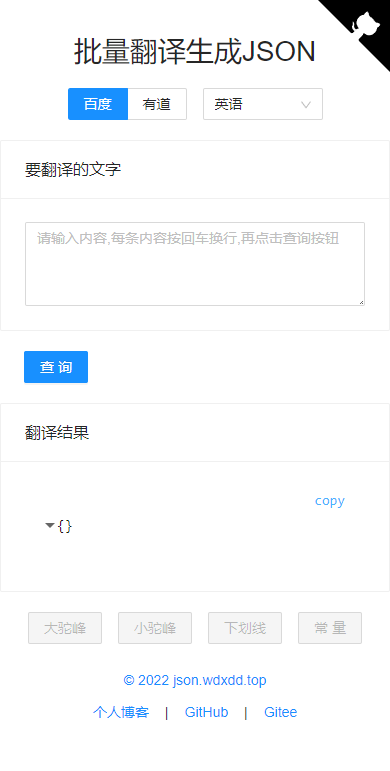 批量翻译生成JSON
百度 有道 英语
要翻译的文字
请输入内容,每条内容按回车换行,再点击查询按钮
查 询
翻译结果
copy
{}
大驼峰 小驼峰 下划线 常 量
© 2022 json.wdxdd.top
个人博客 | GitHub | Gitee